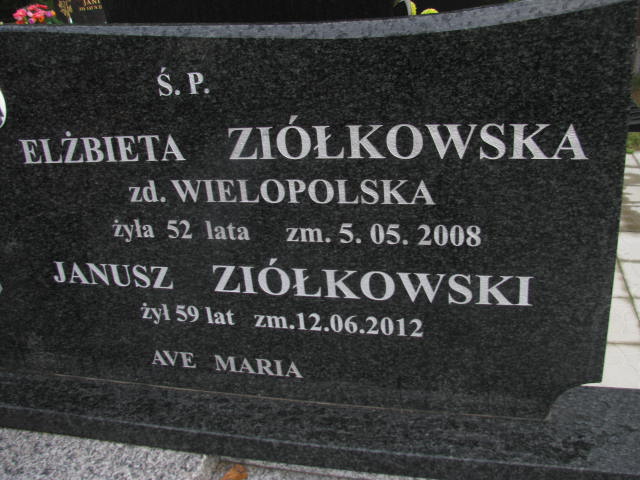 Ś. P.
ELŻBIETA ZIÓŁKOWSKA
zd. WIELOPOLSKA
żyła 52 lata zm. 5. 05. 2008
JANUSZ ZIÓŁKOWSKI
żył 59 lat zm.12.06.2012
AVE MARIA